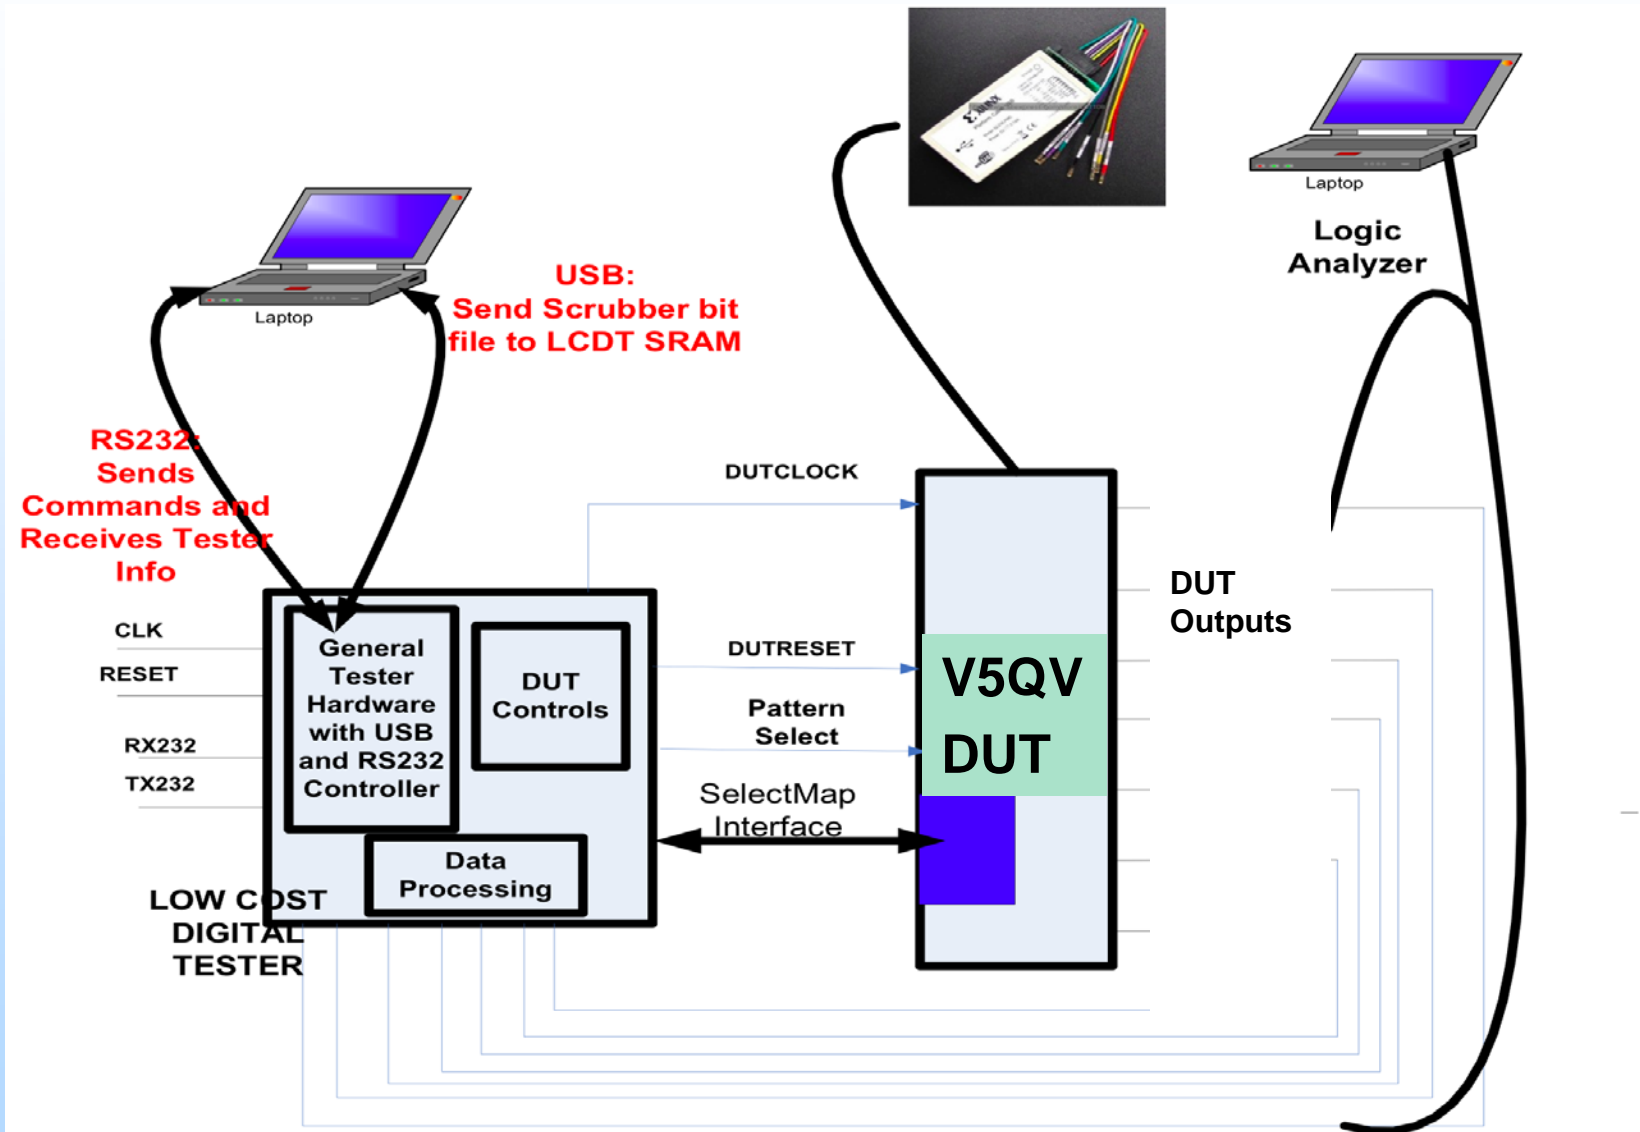 XILINX
Laptop
Logic
Analyzer
USB:
Send Scrubber bit
file to LCDT SRAM
Laptop
RS232:
Sends
Commands and
Receives Tester
Info
DUTCLOCK
DUT
Outputs
CLK
RESET
RX232
TX232
General
Tester
Hardware
with USB
and RS232
Controller
DUT
Controls
Data
Processing
LOW COST
DIGITAL
TESTER
DUTRESET
Pattern
Select
SelectMap
Interface
V5QV
DUT